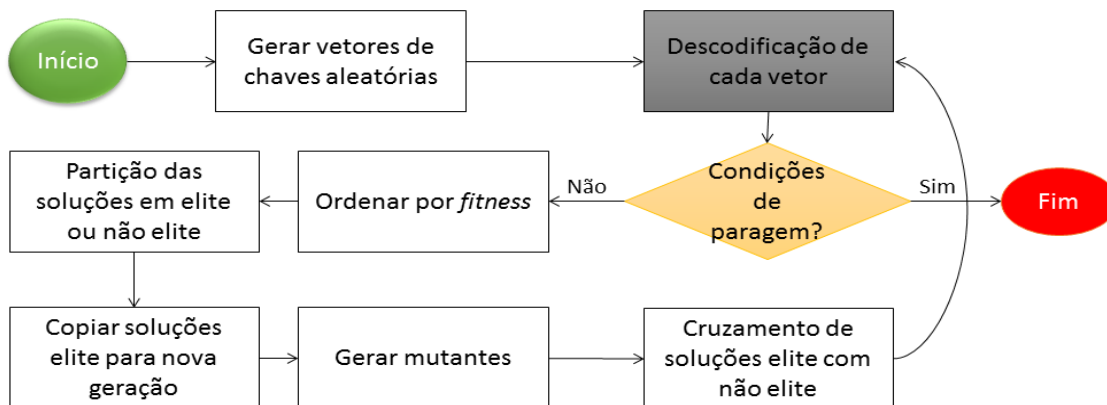 Início
Gerar vetores de
chaves aleatórias
Descodificação de
cada vetor
Condições
de
paragem?
Não
Sim
Fim
Ordenar por fitness
Partição das
soluções em elite
ou não elite
Copiar soluções
elite para nova
geração
Gerar mutantes
Cruzamento de
soluções elite com
não elite